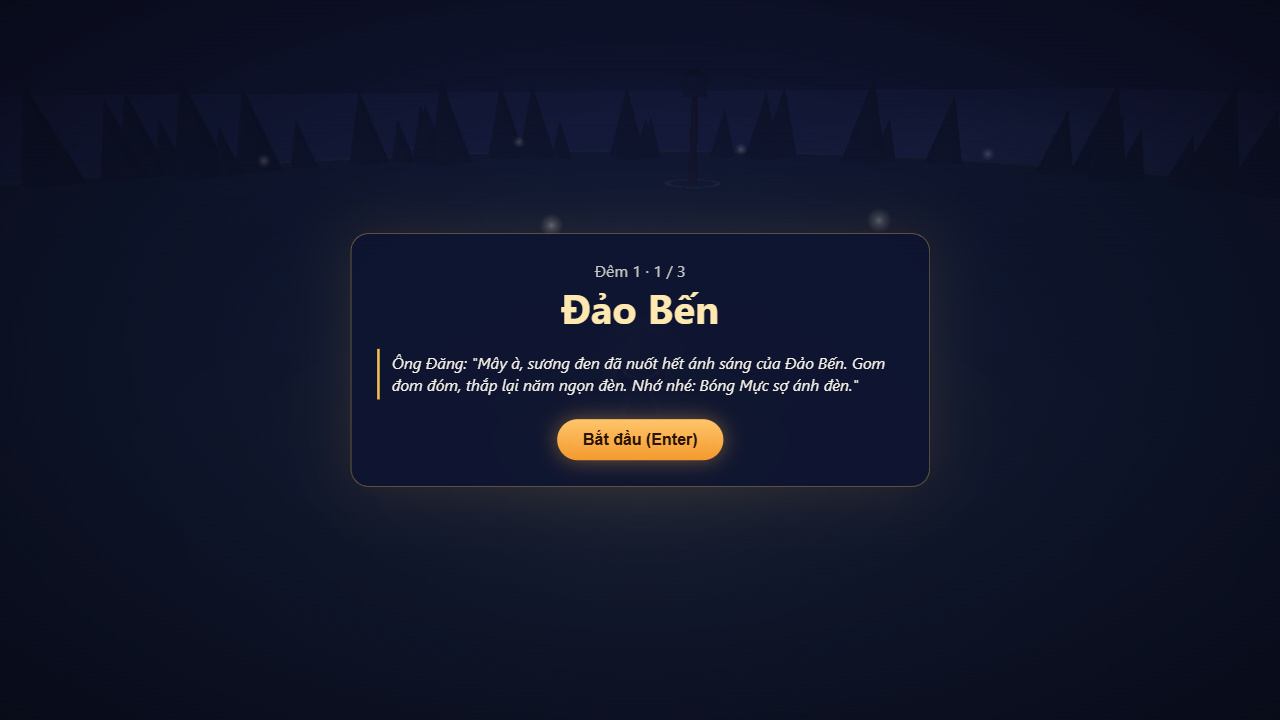 Đêm 1 · 1 / 3
Đảo Bến
Ông Đăng: "Mây à, sương đen đã nuốt hết ánh sáng của Đảo Bến. Gom
đom đóm, thắp lại năm ngọn đèn. Nhớ nhé: Bóng Mực sợ ánh đèn."
Bắt đầu (Enter)